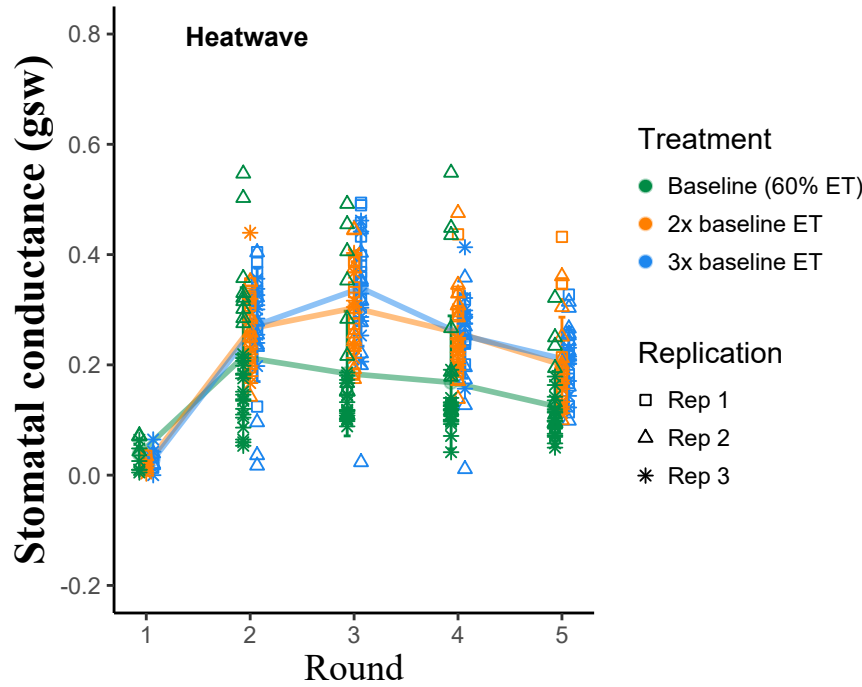 Heatwave
Stomatal conductance (gsw)
0.8
0.6
0.4
0.2
0.0
-0.2
1 2 3 4 5
Round
Treatment
Baseline (60% ET)
2x baseline ET
3x baseline ET
Replication
Rep 1
Rep 2
Rep 3